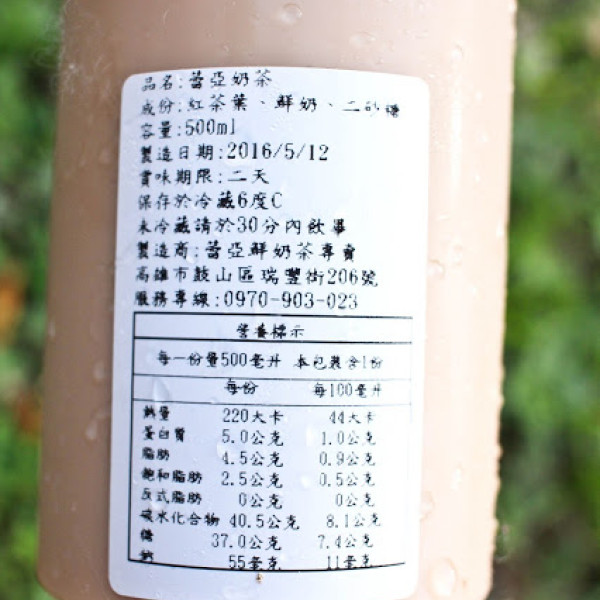 品名:蕾亞奶茶
成份:紅茶葉、鮮奶、二砂糖
容量:500ml
製造日期:2016/5/12
賞味期限:二天
保存於冷藏6度C
未冷藏請於30分內飲畢
製造商:蕾亞鮮奶茶專賣
高雄市鼓山區瑞豐街206號
服務專線:0970-903-023
營養標示
每一份量500毫升 本包裝含1份
每份 每100毫升
熱量 220大卡 44大卡
蛋白質 5.0公克 1.0公克
脂肪 4.5公克 0.9公克
飽和脂肪 2.5公克 0.5公克
反式脂肪 0公克 0公克
碳水化合物 40.5公克 8.1公克
糖 37.0公克 7.4公克
鈣 55毫克 11毫克